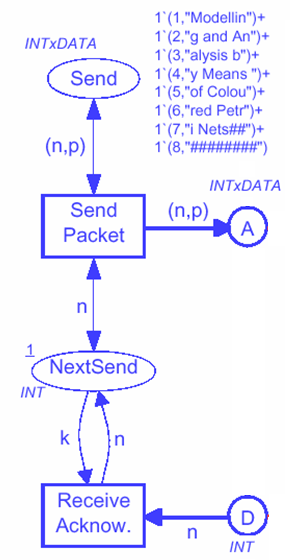 INTxDATA
Send
1`(1,"Modellin")+
1`(2,"g and An")+
1`(3,"alysis b")+
1`(4,"y Means ")+
1`(5,"of Colou")+
1`(6,"red Petr")+
1`(7,"i Nets##")+
1`(8,"########")
(n,p)
INTxDATA
Send
Packet
(n,p)
A
n
1
NextSend
INT
k
n
Receive
Acknow.
n
D
INT